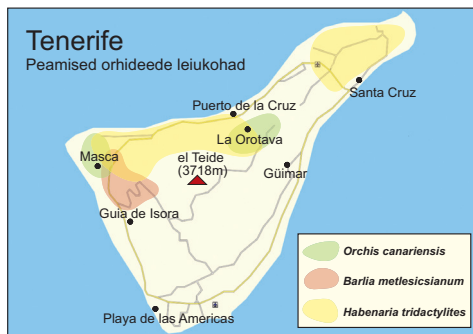 Tenerife
Peamised orhideede leiukohad
Santa Cruz
Puerto de la Cruz
La Orotava
Masca
el Teide
(3718m)
Güimar
Guia de Isora
Playa de las Americas
Orchis canariensis
Barlia metlesicsianum
Habenaria tridactylites